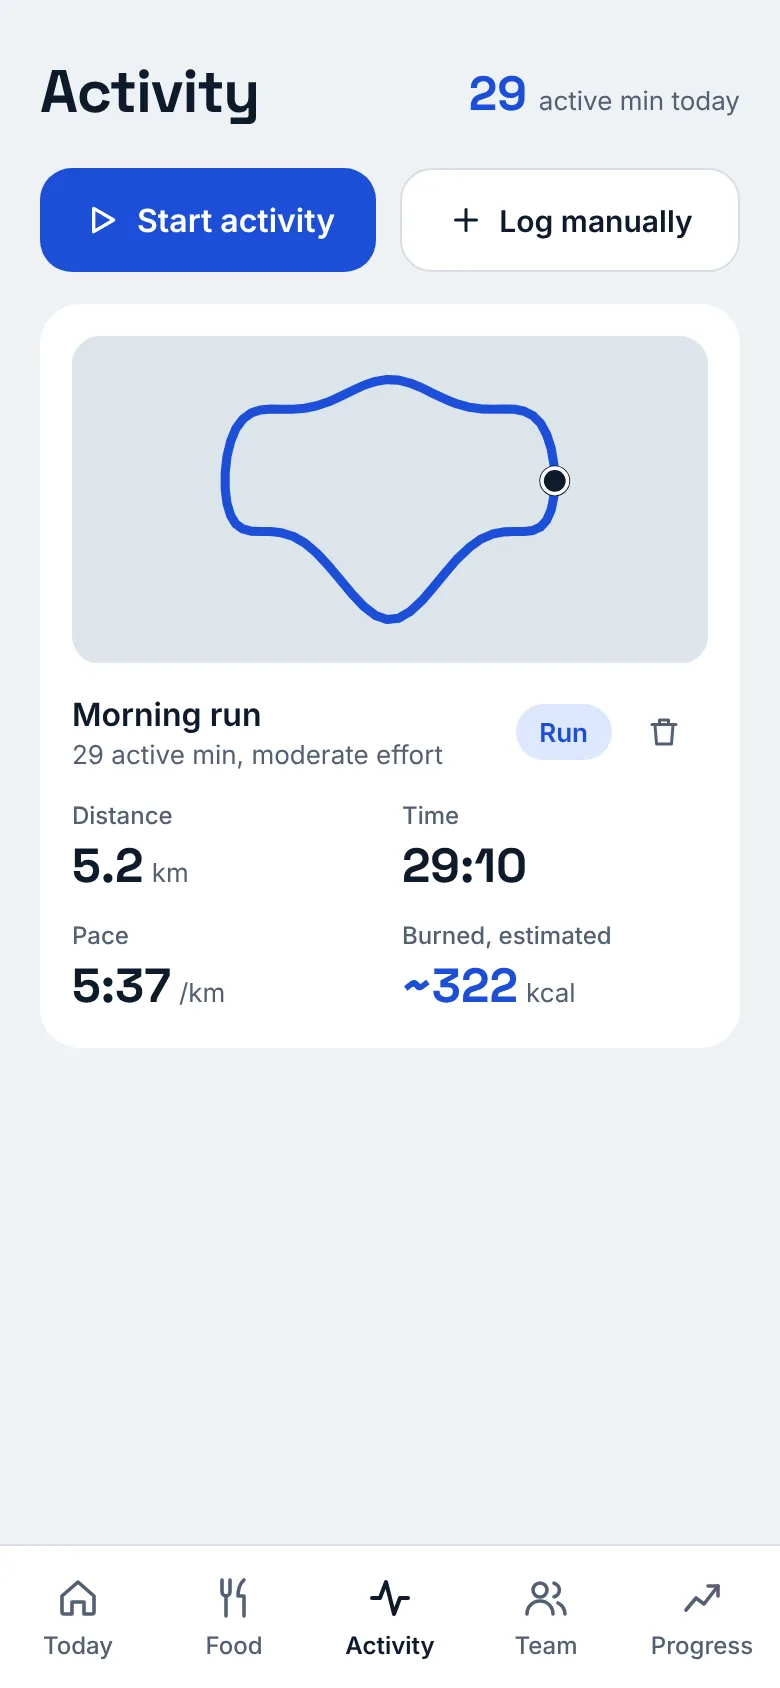 Activity
29 active min today
Start activity
Log manually
Morning run
29 active min, moderate effort
Run
Distance
Time
5.2 km
29:10
Pace
Burned, estimated
5:37 /km
~322 kcal
Today
Food
Activity
Team
Progress